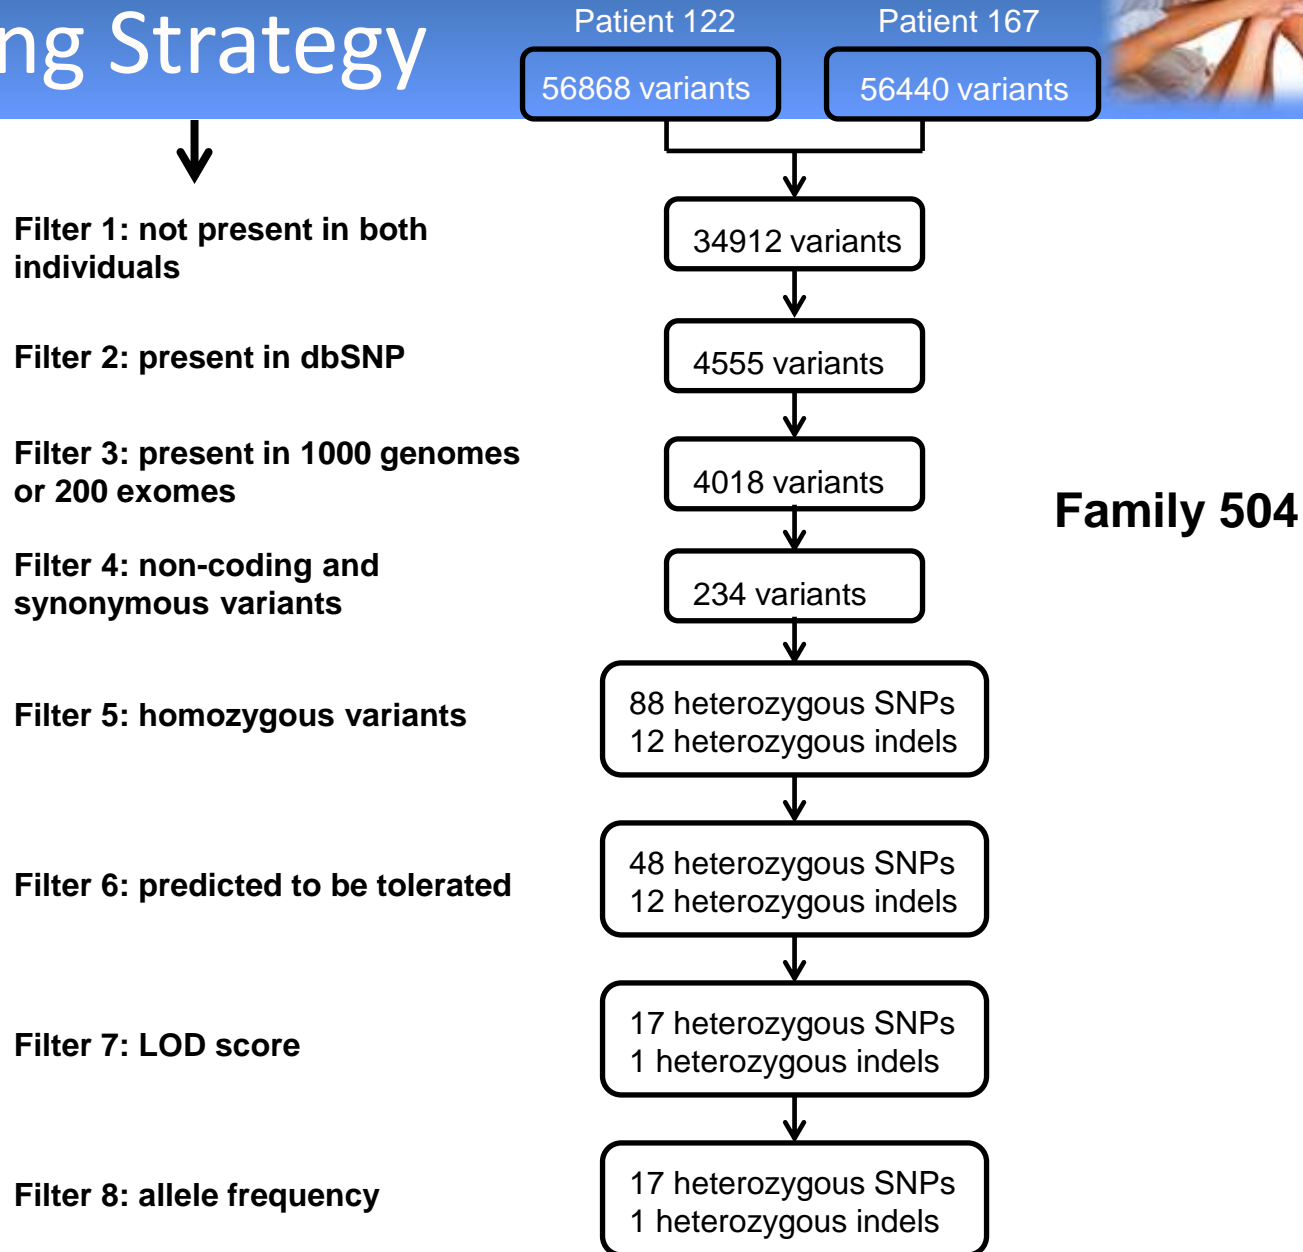 ng Strategy
Patient 122
Patient 167
56868 variants
56440 variants
Filter 1: not present in both
individuals
34912 variants
Filter 2: present in dbSNP
4555 variants
Filter 3: present in 1000 genomes
or 200 exomes
4018 variants
Family 504
Filter 4: non-coding and
synonymous variants
234 variants
Filter 5: homozygous variants
88 heterozygous SNPs
12 heterozygous indels
Filter 6: predicted to be tolerated
48 heterozygous SNPs
12 heterozygous indels
Filter 7: LOD score
17 heterozygous SNPs
1 heterozygous indels
Filter 8: allele frequency
17 heterozygous SNPs
1 heterozygous indels